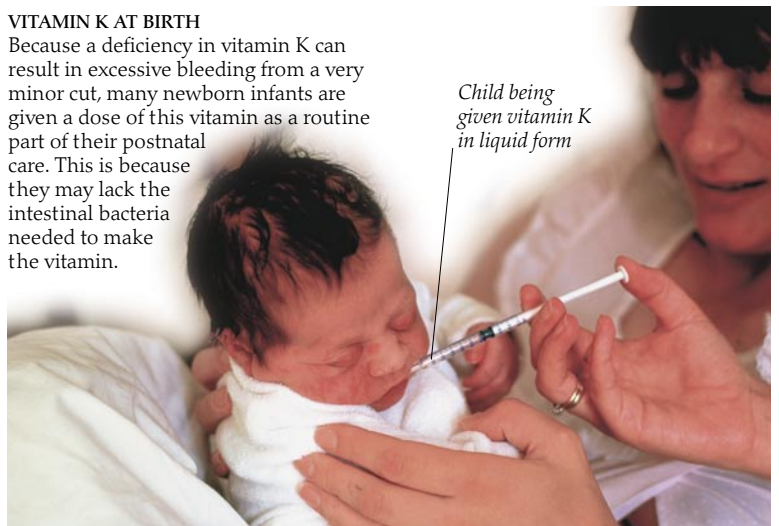 VITAMIN K AT BIRTH
Because a deficiency in vitamin K can
result in excessive bleeding from a very
minor cut, many newborn infants are
given a dose of this vitamin as a routine
part of their postnatal
care. This is because
they may lack the
intestinal bacteria
needed to make
the vitamin.
Child being
given vitamin K
in liquid form